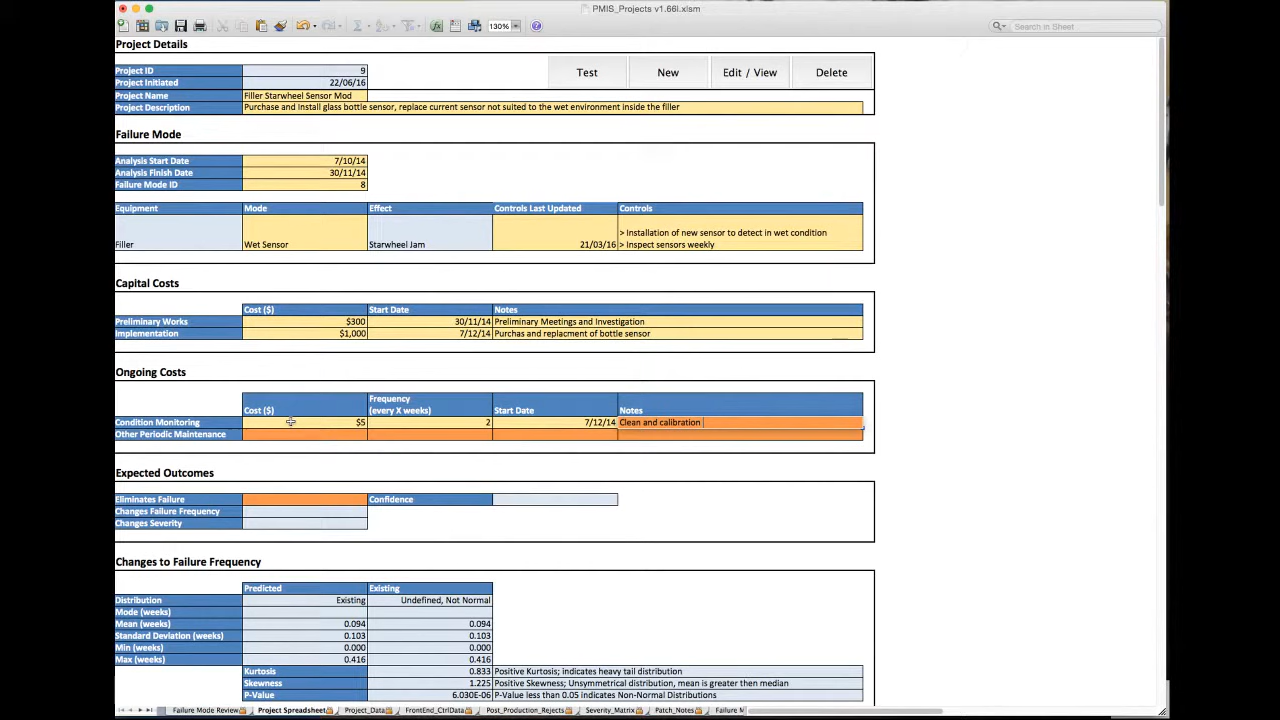 PMIS_Projects v1.66l.xlsm
130%
Search in Sheet
Project Details
Project ID 9
Project Initiated 22/06/16
Test New Edit / View Delete
Project Name Filler Starwheel Sensor Mod
Project Description Purchase and Install glass bottle sensor, replace current sensor not suited to the wet environment inside the filler
Failure Mode
Analysis Start Date 7/10/14
Analysis Finish Date 30/11/14
Failure Mode ID 8
Equipment Mode Effect Controls Last Updated Controls
> Installation of new sensor to detect in wet condition
Filler Wet Sensor Starwheel Jam 21/03/16 > Inspect sensors weekly
Capital Costs
Cost ($) Start Date Notes
Preliminary Works $300 30/11/14 Preliminary Meetings and Investigation
Implementation $1,000 7/12/14 Purchas and replacment of bottle sensor
Ongoing Costs
Frequency
Cost ($) (every X weeks) Start Date Notes
Condition Monitoring $5 2 7/12/14 Clean and calibration
Other Periodic Maintenance
Expected Outcomes
Eliminates Failure Confidence
Changes Failure Frequency
Changes Severity
Changes to Failure Frequency
Predicted Existing
Distribution Existing Undefined, Not Normal
Mode (weeks)
Mean (weeks) 0.094 0.094
Standard Deviation (weeks) 0.103 0.103
Min (weeks) 0.000 0.000
Max (weeks) 0.416 0.416
Kurtosis 0.833 Positive Kurtosis; indicates heavy tail distribution
Skewness 1.225 Positive Skewness; Unsymmetrical distribution, mean is greater then median
P-Value 6.030E-06 P-Value less than 0.05 indicates Non-Normal Distributions
Failure Mode Review Project Spreadsheet Project_Data FrontEnd_CtrlData Post_Production_Rejects Severity_Matrix Patch_Notes Failure M